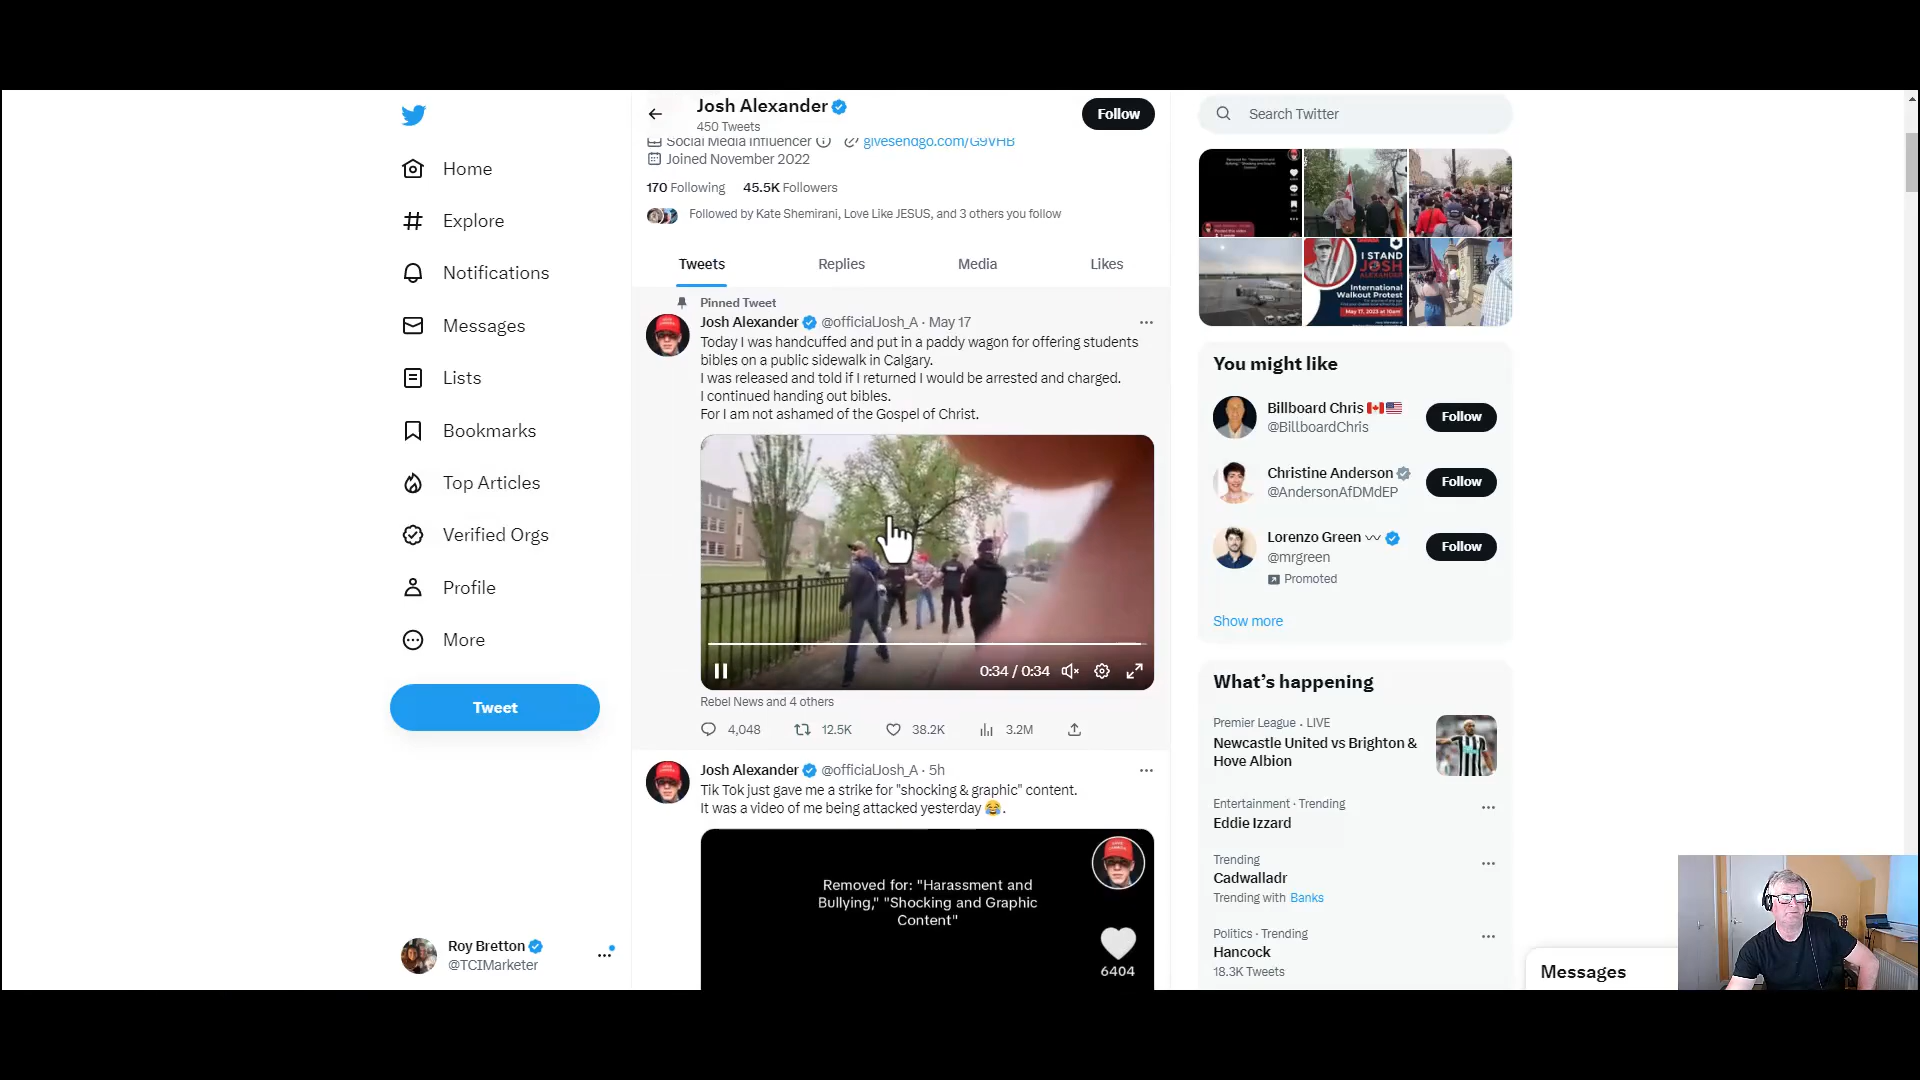 Josh Alexander
450 Tweets
Follow
Social Media Influencer
givesendgo.com/G9VHB
Joined November 2022
170 Following 45.5K Followers
Followed by Kate Shemirani, Love Like JESUS, and 3 others you follow
Tweets Replies Media Likes
Pinned Tweet
Josh Alexander @officialJosh_A · May 17
Today I was handcuffed and put in a paddy wagon for offering students
bibles on a public sidewalk in Calgary.
I was released and told if I returned I would be arrested and charged.
I continued handing out bibles.
For I am not ashamed of the Gospel of Christ.
0:34 / 0:34
Rebel News and 4 others
4,048 12.5K 38.2K 3.2M
Josh Alexander @officialJosh_A · 5h
Tik Tok just gave me a strike for "shocking & graphic" content.
It was a video of me being attacked yesterday 😂.
Removed for: "Harassment and
Bullying," "Shocking and Graphic
Content"
6404
Home
Explore
Notifications
Messages
Lists
Bookmarks
Top Articles
Verified Orgs
Profile
More
Tweet
Roy Bretton
@TCIMarketer
Search Twitter
I STAND
JOSH
ALEXANDER
International
Walkout Protest
May 17, 2023 at 10am
You might like
Billboard Chris 🇨🇦🇺🇸
@BillboardChris
Follow
Christine Anderson
@AndersonAfDMdEP
Follow
Lorenzo Green 〰
@mrgreen
Promoted
Follow
Show more
What's happening
Premier League · LIVE
Newcastle United vs Brighton &
Hove Albion
Entertainment · Trending
Eddie Izzard
Trending
Cadwalladr
Trending with Banks
Politics · Trending
Hancock
18.3K Tweets
Messages